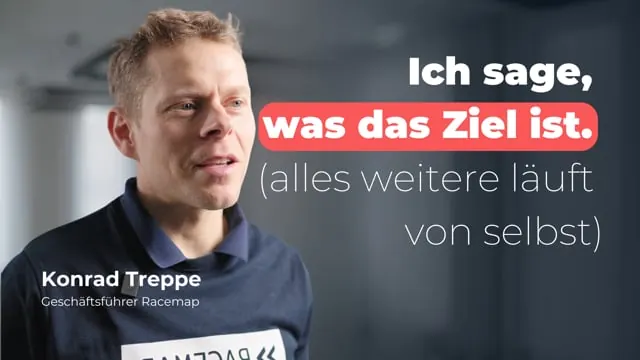 Ich sage,
was das Ziel ist.
(alles weitere läuft
von selbst)
Konrad Treppe
Geschäftsführer Racemap